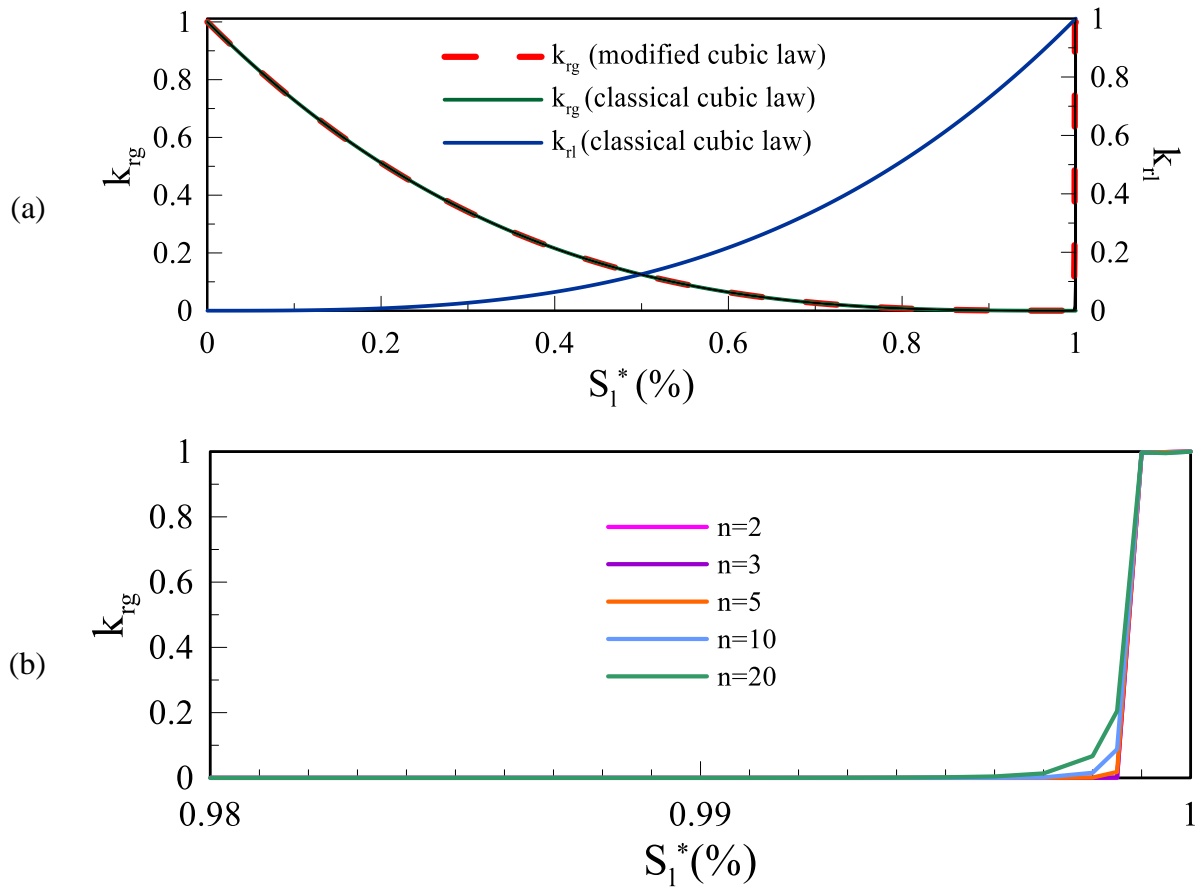 (a)
k_rg
1
0.8
0.6
0.4
0.2
0
k_rg (modified cubic law)
k_rg (classical cubic law)
k_rl (classical cubic law)
1
0.8
0.6
0.4
0.2
0
k_rl
0 0.2 0.4 0.6 0.8 1
S_l^* (%)
(b)
k_rg
1
0.8
0.6
0.4
0.2
0
n=2
n=3
n=5
n=10
n=20
0.98 0.99 1
S_l^*(%)